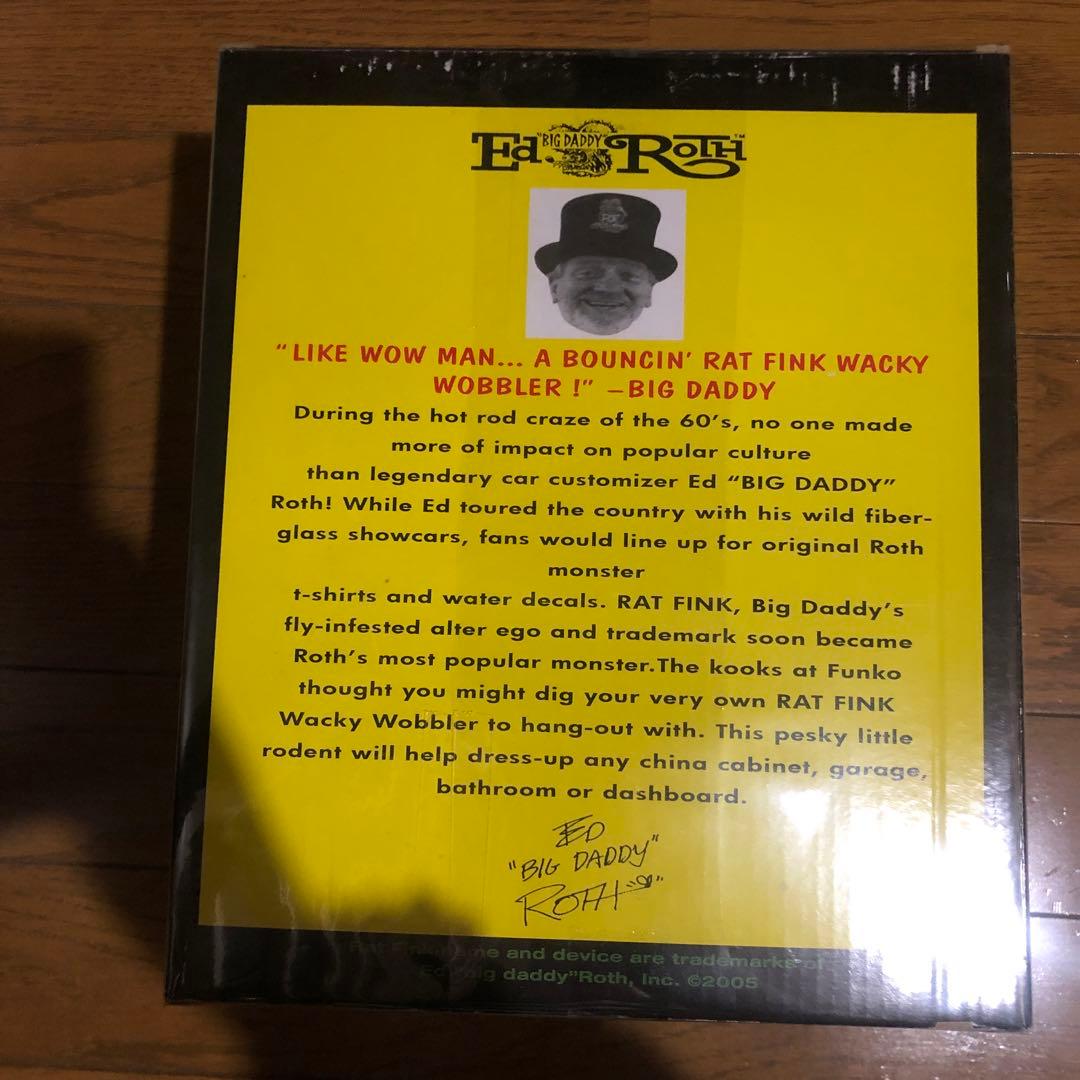 Ed "BIG DADDY" ROTH™
"LIKE WOW MAN... A BOUNCIN' RAT FINK WACKY
WOBBLER !" –BIG DADDY
During the hot rod craze of the 60's, no one made
more of impact on popular culture
than legendary car customizer Ed "BIG DADDY"
Roth! While Ed toured the country with his wild fiber-
glass showcars, fans would line up for original Roth
monster
t-shirts and water decals. RAT FINK, Big Daddy's
fly-infested alter ego and trademark soon became
Roth's most popular monster.The kooks at Funko
thought you might dig your very own RAT FINK
Wacky Wobbler to hang-out with. This pesky little
rodent will help dress-up any china cabinet, garage,
bathroom or dashboard.
ED
"BIG DADDY"
ROTH
Rat Fink name and device are trademarks of
Ed "big daddy"Roth, Inc. ©2005